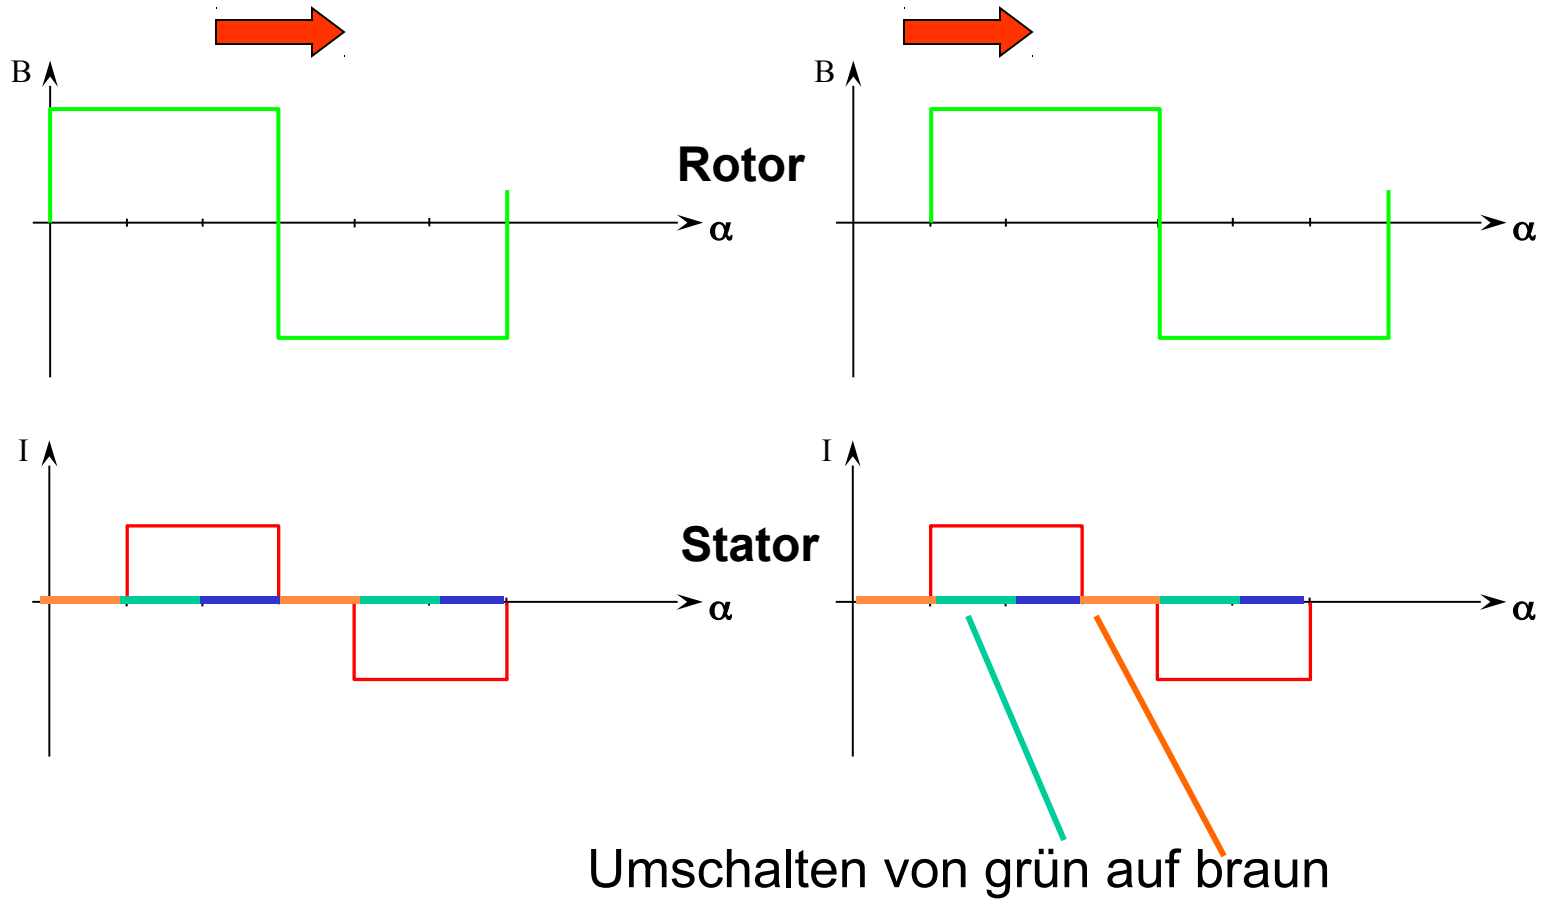 B
B
Rotor
α
α
I
I
Stator
α
α
Umschalten von grün auf braun